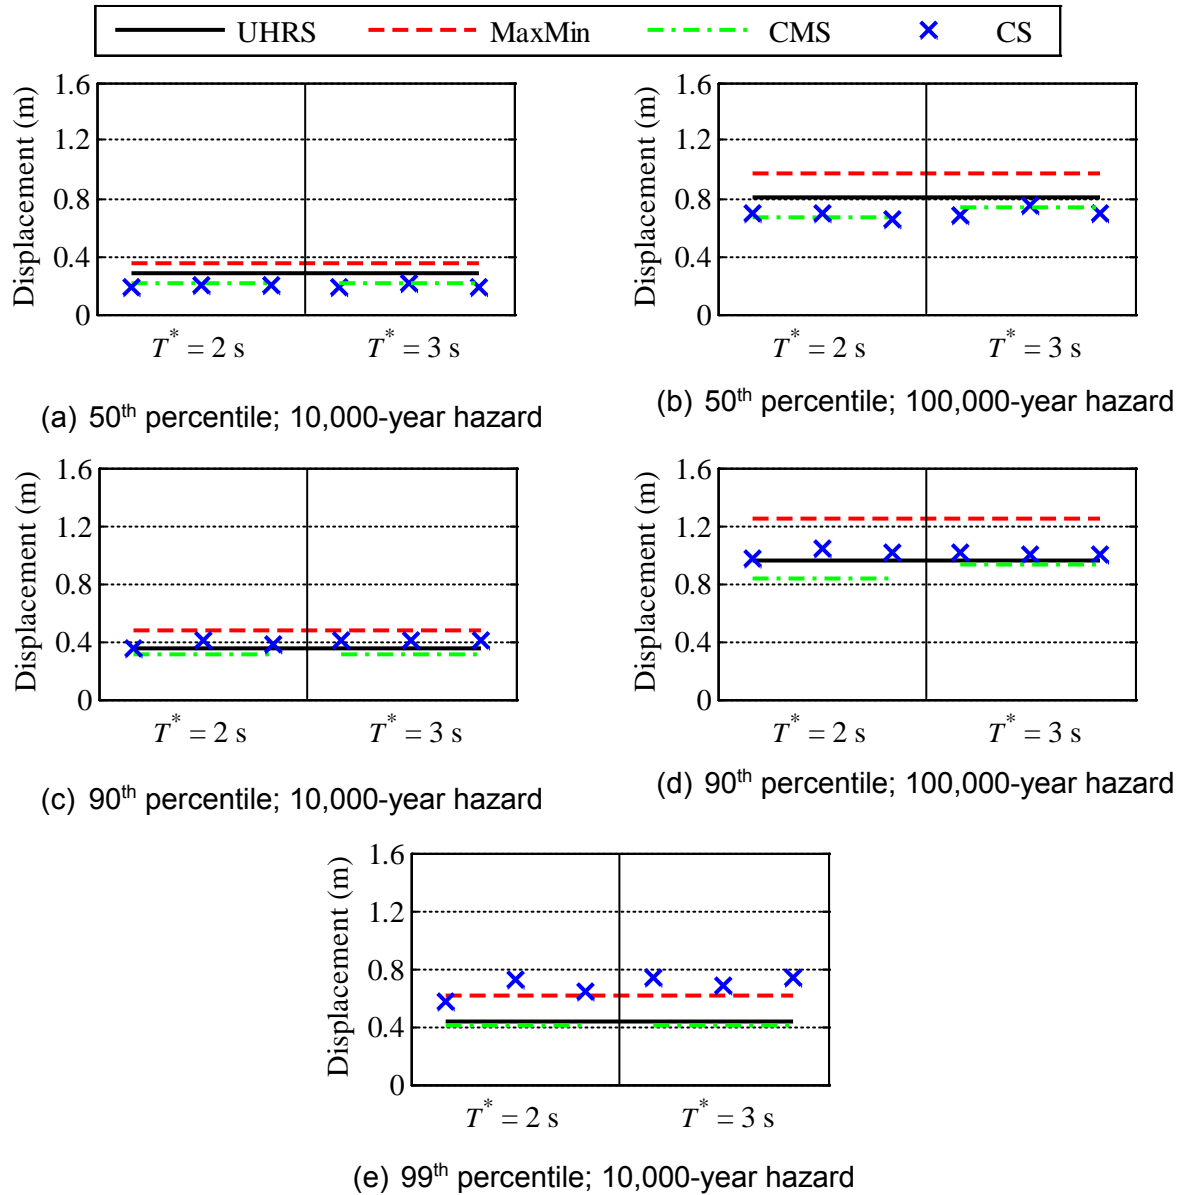 UHRS MaxMin CMS CS
Displacement (m)
1.6
1.2
0.8
0.4
0
T* = 2 s T* = 3 s
(a) 50th percentile; 10,000-year hazard
Displacement (m)
1.6
1.2
0.8
0.4
0
T* = 2 s T* = 3 s
(b) 50th percentile; 100,000-year hazard
Displacement (m)
1.6
1.2
0.8
0.4
0
T* = 2 s T* = 3 s
(c) 90th percentile; 10,000-year hazard
Displacement (m)
1.6
1.2
0.8
0.4
0
T* = 2 s T* = 3 s
(d) 90th percentile; 100,000-year hazard
Displacement (m)
1.6
1.2
0.8
0.4
0
T* = 2 s T* = 3 s
(e) 99th percentile; 10,000-year hazard